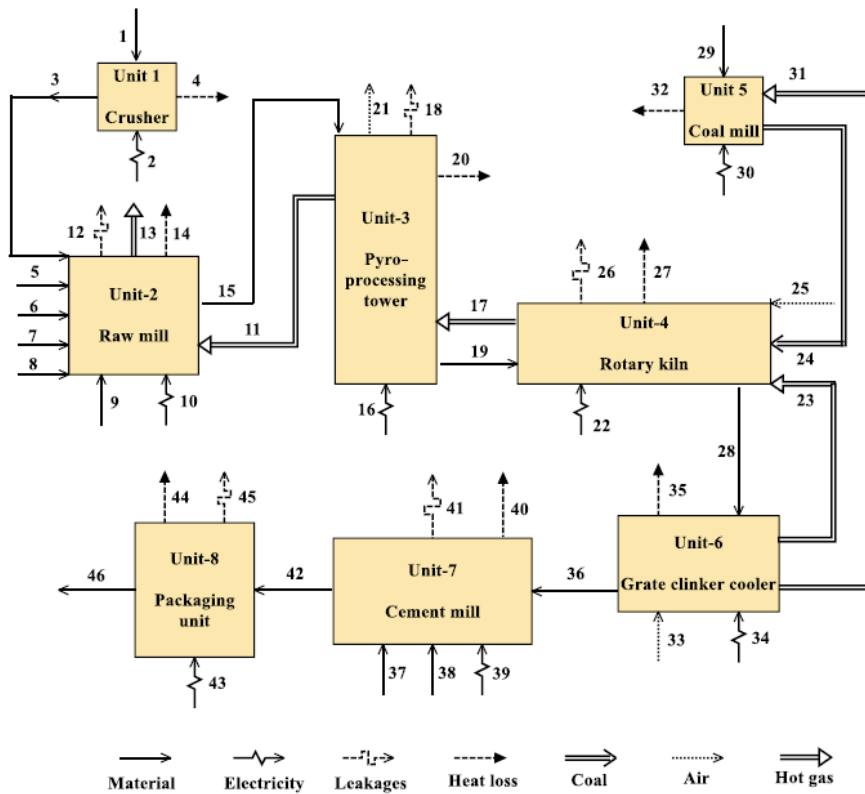 1
29
3
Unit 1
4
Crusher
2
31
32
Unit 5
Coal mill
30
21
18
20
12
13
14
Unit-3
Pyro-
processing
tower
5
Unit-2
15
6
Raw mill
11
7
8
9
10
16
17
19
26
27
25
Unit-4
Rotary kiln
24
23
22
28
44
45
41
40
35
Unit-8
Packaging
unit
46
42
Unit-7
Cement mill
36
Unit-6
Grate clinker cooler
43
37
38
39
33
34
Material
Electricity
Leakages
Heat loss
Coal
Air
Hot gas